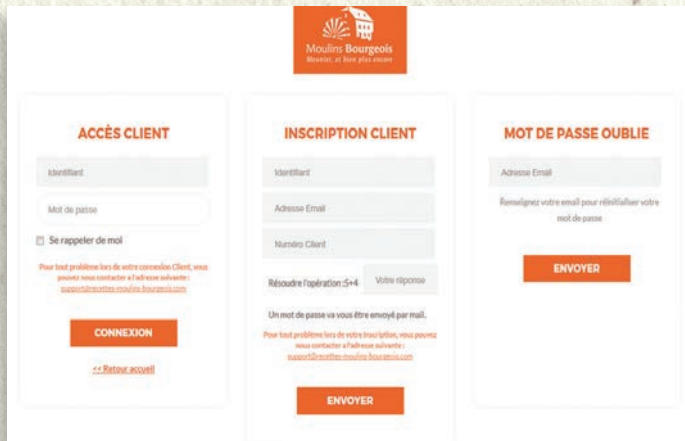 Moulins Bourgeois
Meunier, et bien plus encore
ACCÈS CLIENT
Identifiant
Mot de passe
Se rappeler de moi
Pour tout problème lors de votre connexion Client, vous
pouvez nous contacter a l'adresse suivante :
support@recettes-moulins-bourgeois.com
CONNEXION
<< Retour accueil
INSCRIPTION CLIENT
Identifiant
Adresse Email
Numéro Client
Résoudre l'opération :5+4
Votre réponse
Un mot de passe va vous être envoyé par mail.
Pour tout problème lors de votre Inscription, vous pouvez
nous contacter a l'adresse suivante :
support@recettes-moulins-bourgeois.com
ENVOYER
MOT DE PASSE OUBLIE
Adresse Email
Renseignez votre email pour réinitialiser votre
mot de passe
ENVOYER